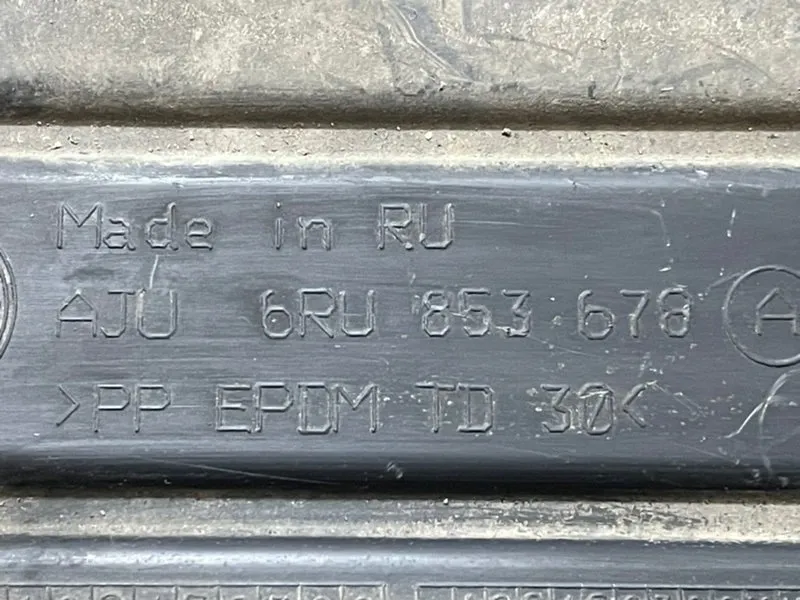 Made in RU
AJU 6RU 853 678 A
>PP EPDM TD 30<